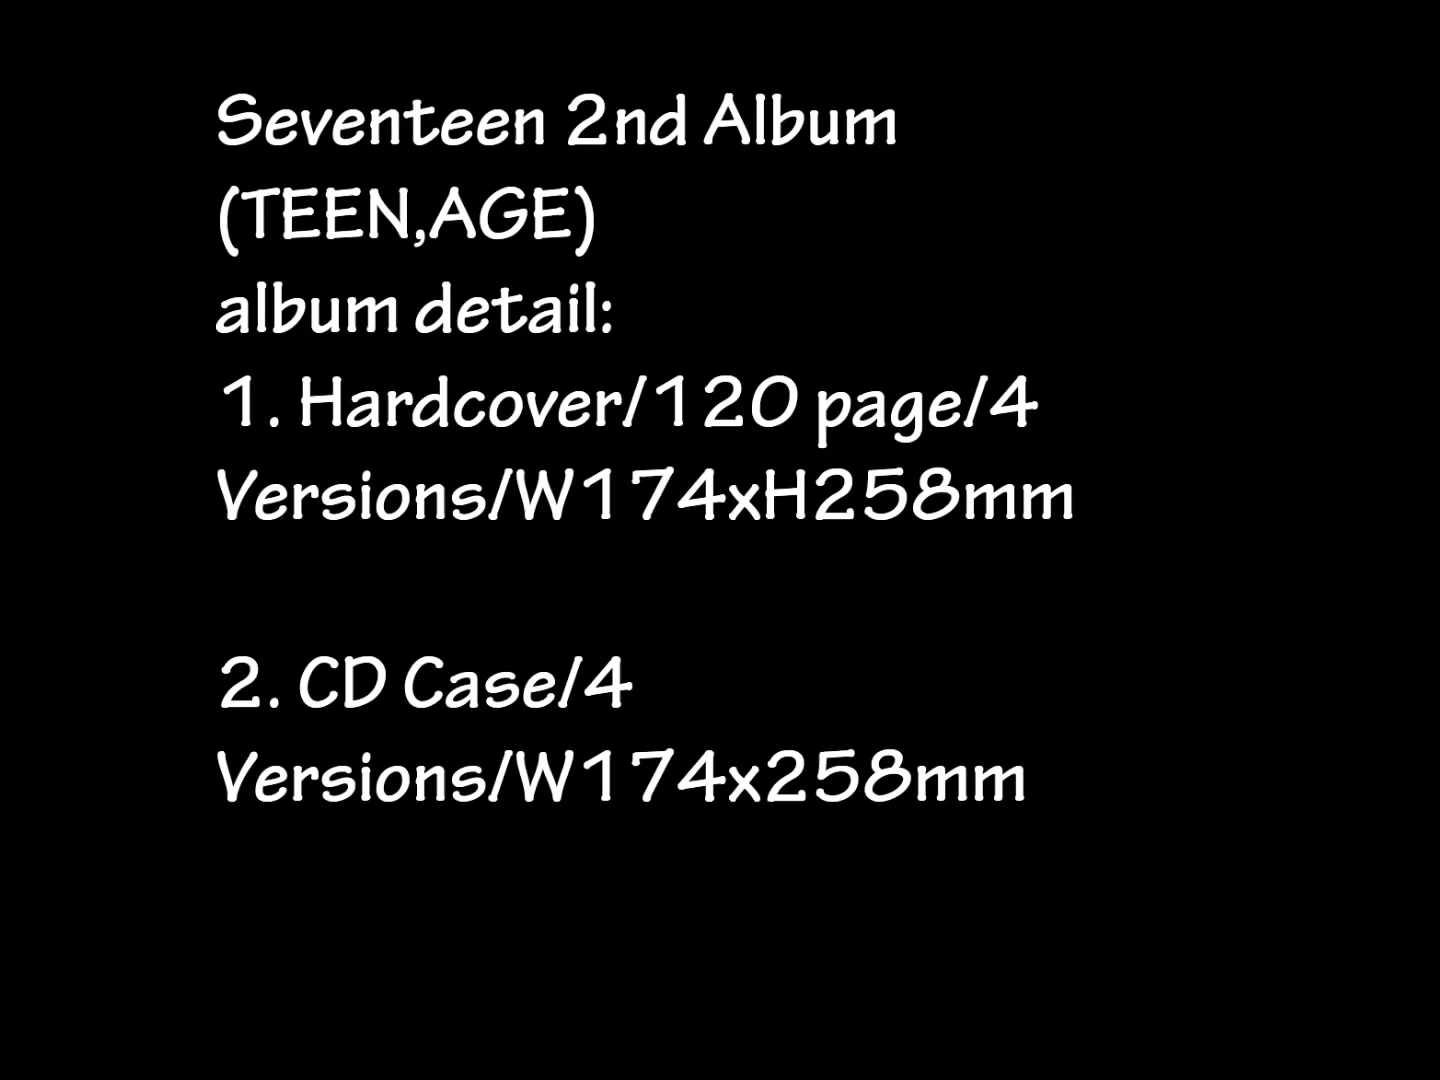 Seventeen 2nd Album
(TEEN,AGE)
album detail:
1. Hardcover/120 page/4
Versions/W174xH258mm
2. CD Case/4
Versions/W174x258mm